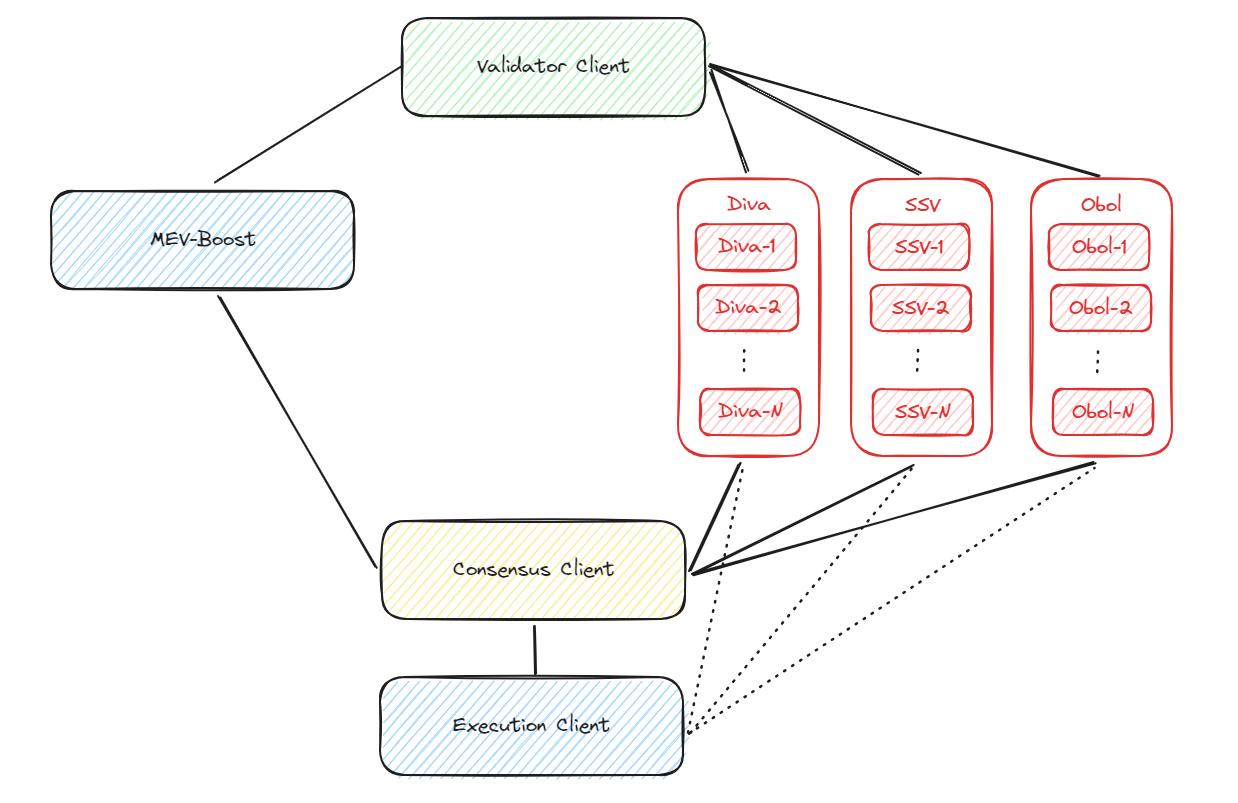 Validator Client
MEV-Boost
Diva
Diva-1
Diva-2
Diva-N
SSV
SSV-1
SSV-2
SSV-N
Obol
Obol-1
Obol-2
Obol-N
Consensus Client
Execution Client